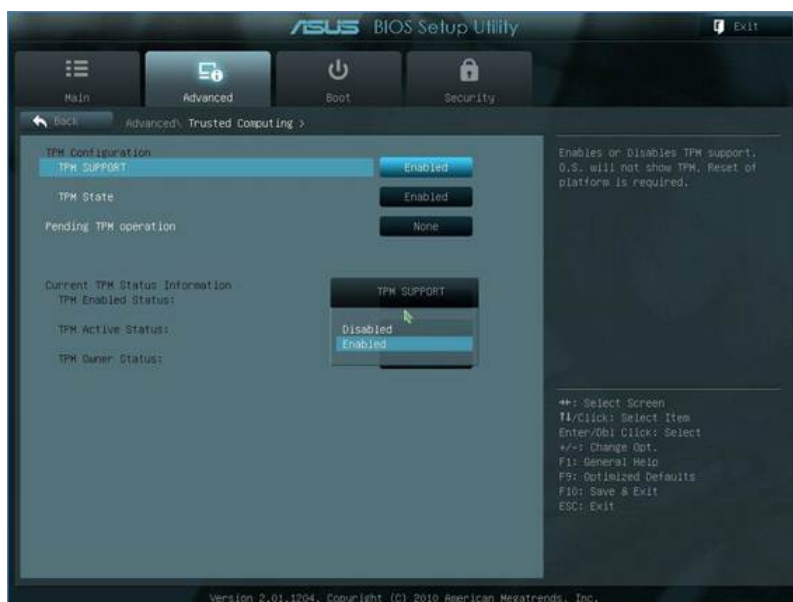 ASUS BIOS Setup Utility
Exit
Main
Advanced
Boot
Security
Back
Advanced\ Trusted Computing >
TPM Configuration
TPM SUPPORT
Enabled
TPM State
Enabled
Pending TPM operation
None
Current TPM Status Information
TPM Enabled Status:
TPM Active Status:
TPM Owner Status:
TPM SUPPORT
Disabled
Enabled
Enables or Disables TPM support.
O.S. will not show TPM. Reset of
platform is required.
→←: Select Screen
↑↓/Click: Select Item
Enter/Dbl Click: Select
+/-: Change Opt.
F1: General Help
F9: Optimized Defaults
F10: Save & Exit
ESC: Exit
Version 2.01.1204. Copyright (C) 2010 American Megatrends, Inc.